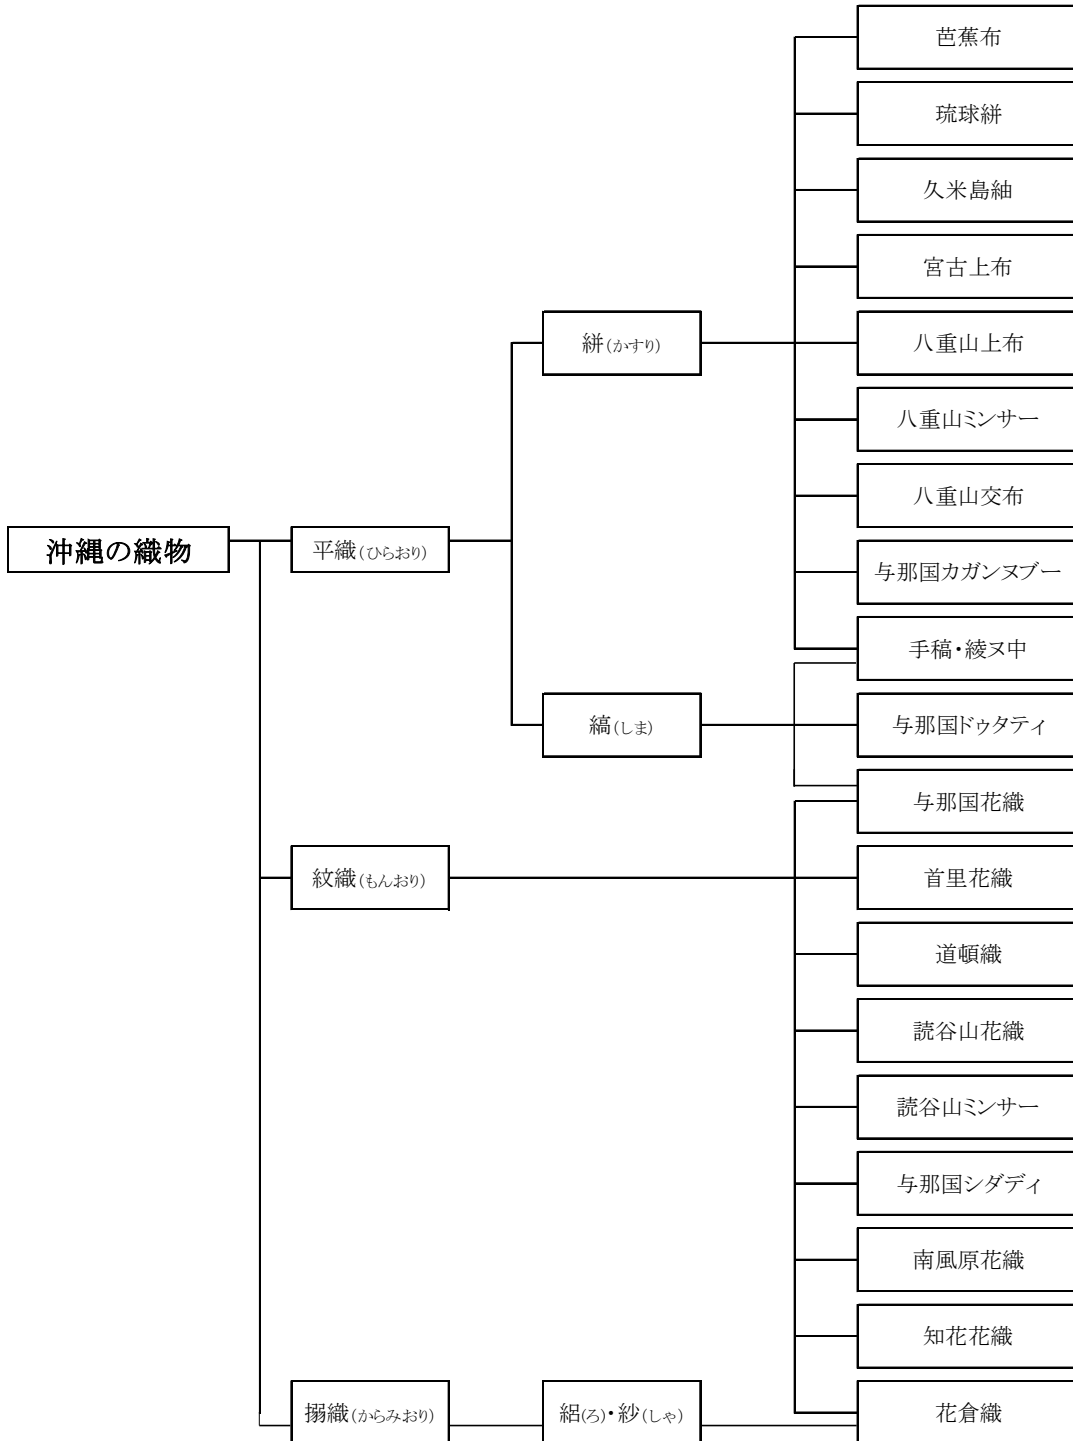 芭蕉布
琉球絣
久米島紬
宮古上布
絣(かすり)
八重山上布
八重山ミンサー
八重山交布
沖縄の織物
平織(ひらおり)
与那国カガンヌブー
手縞・綾ヌ中
縞(しま)
与那国ドゥタティ
与那国花織
紋織(もんおり)
首里花織
道頓織
読谷山花織
読谷山ミンサー
与那国シダディ
南風原花織
知花花織
搦織(からみおり)
絽(ろ)・紗(しゃ)
花倉織